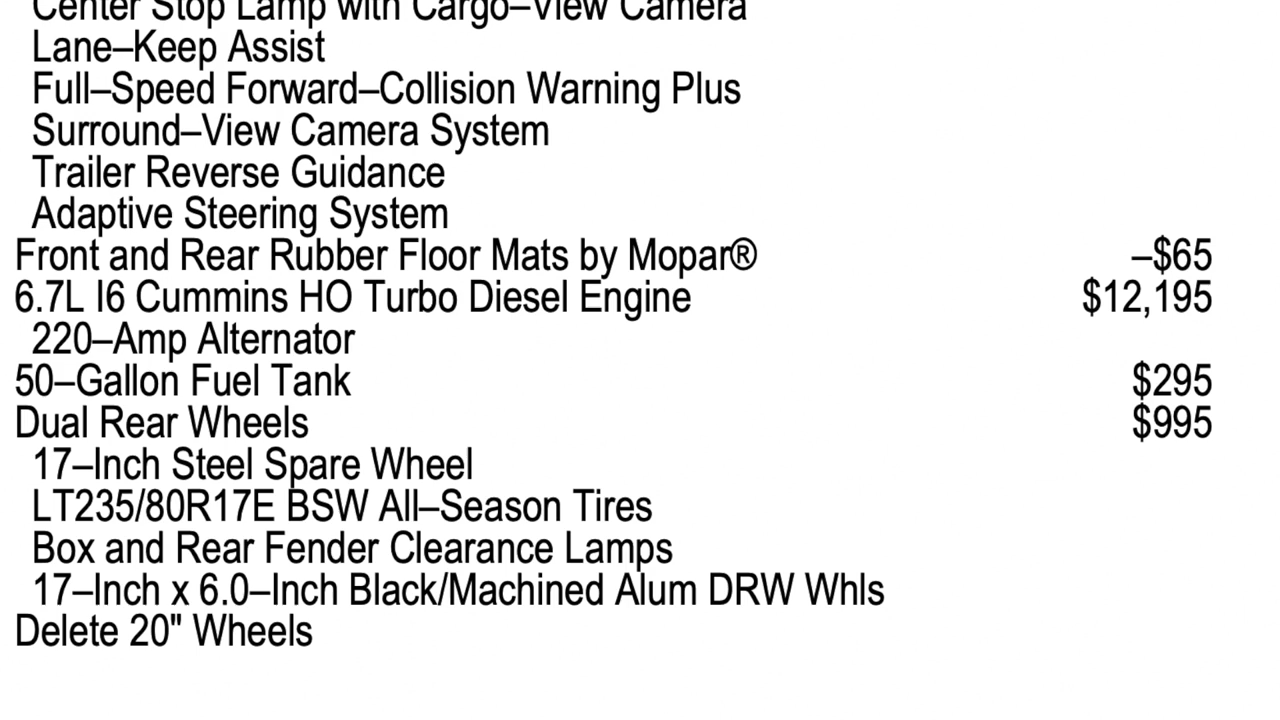 Center Stop Lamp with Cargo–View Camera
Lane–Keep Assist
Full–Speed Forward–Collision Warning Plus
Surround–View Camera System
Trailer Reverse Guidance
Adaptive Steering System
Front and Rear Rubber Floor Mats by Mopar® –$65
6.7L I6 Cummins HO Turbo Diesel Engine $12,195
220–Amp Alternator
50–Gallon Fuel Tank $295
Dual Rear Wheels $995
17–Inch Steel Spare Wheel
LT235/80R17E BSW All–Season Tires
Box and Rear Fender Clearance Lamps
17–Inch x 6.0–Inch Black/Machined Alum DRW Whls
Delete 20" Wheels